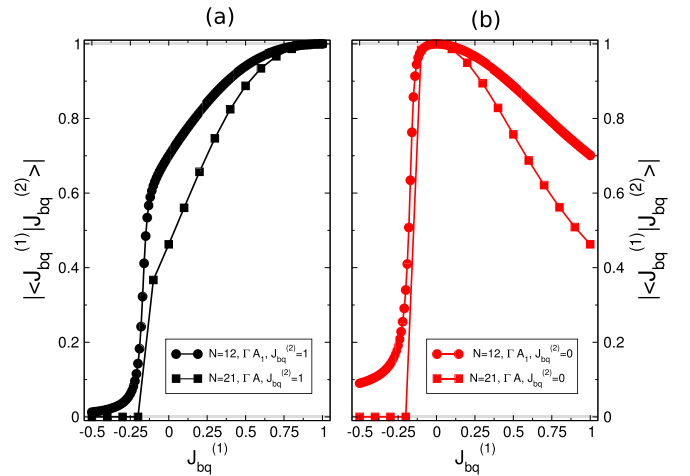 (a)
(b)
|<J_bq^(1)|J_bq^(2)>|
1
0.8
0.6
0.4
0.2
0
N=12, Γ A_1, J_bq^(2)=1
N=21, Γ A, J_bq^(2)=1
-0.5 -0.25 0 0.25 0.5 0.75 1
J_bq^(1)
N=12, Γ A_1, J_bq^(2)=0
N=21, Γ A, J_bq^(2)=0
-0.5 -0.25 0 0.25 0.5 0.75 1
J_bq^(1)
1
0.8
0.6
0.4
0.2
0
|<J_bq^(1)|J_bq^(2)>|